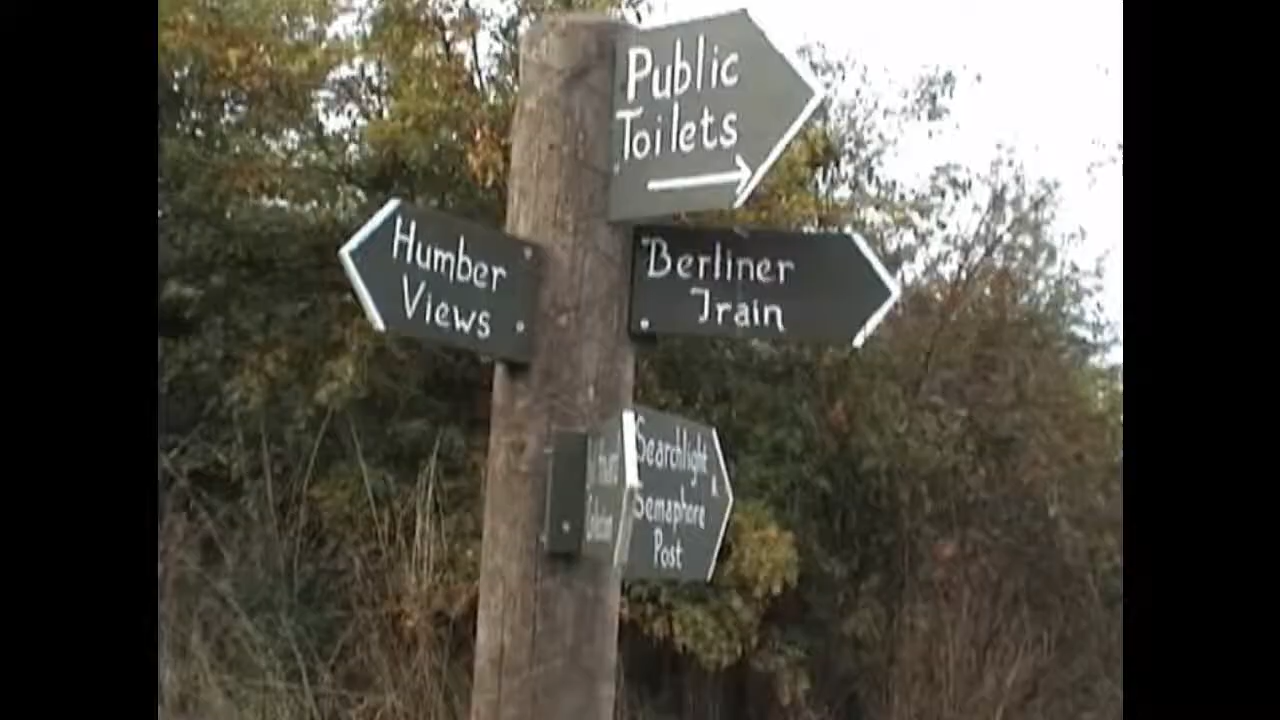 Public
Toilets
Humber
Views
Berliner
Train
Searchlight
&
Semaphore
Post